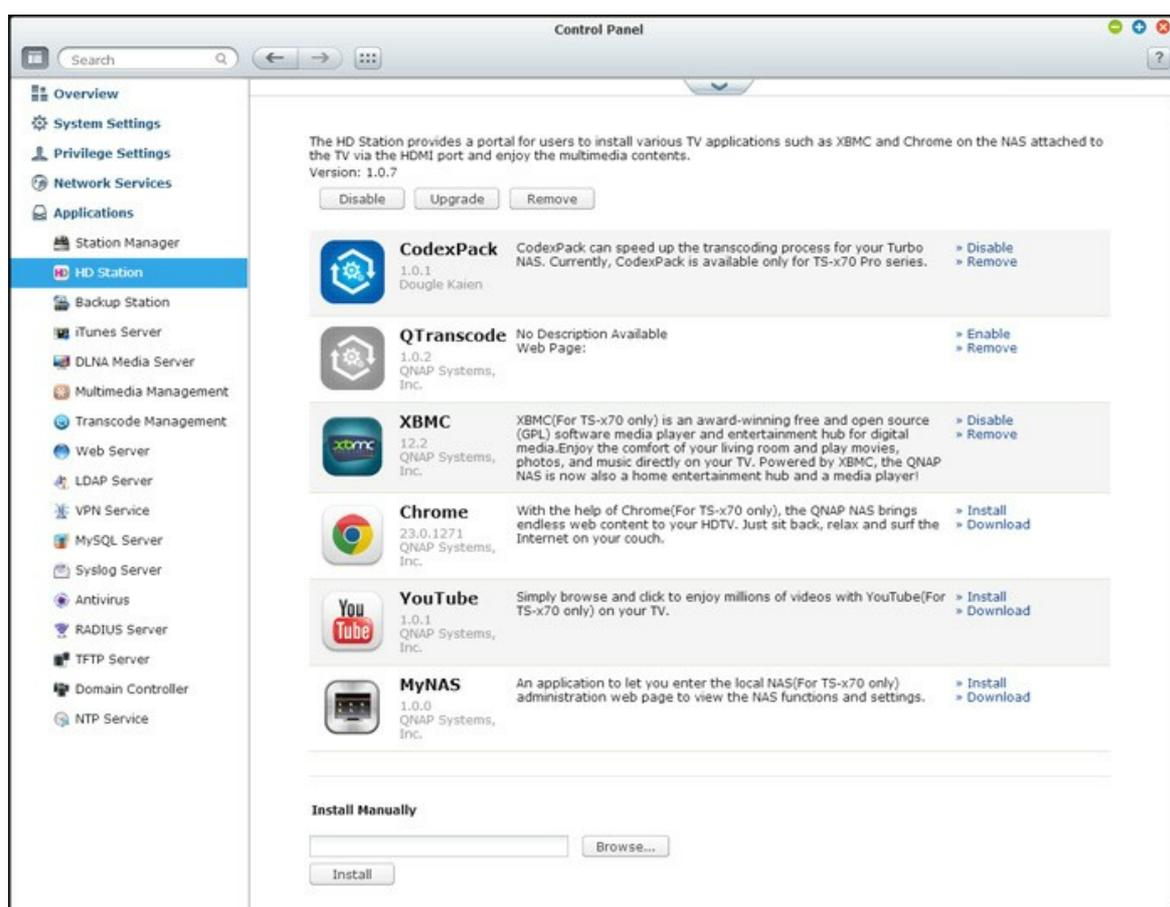 Control Panel
Search
?
Overview
System Settings
Privilege Settings
Network Services
Applications
Station Manager
HD HD Station
Backup Station
iTunes Server
DLNA Media Server
Multimedia Management
Transcode Management
Web Server
LDAP Server
VPN Service
MySQL Server
Syslog Server
Antivirus
RADIUS Server
TFTP Server
Domain Controller
NTP Service
The HD Station provides a portal for users to install various TV applications such as XBMC and Chrome on the NAS attached to
the TV via the HDMI port and enjoy the multimedia contents.
Version: 1.0.7
Disable Upgrade Remove
CodexPack
1.0.1
Dougle Kaien
CodexPack can speed up the transcoding process for your Turbo
NAS. Currently, CodexPack is available only for TS-x70 Pro series.
» Disable
» Remove
QTranscode
1.0.2
QNAP Systems,
Inc.
No Description Available
Web Page:
» Enable
» Remove
xbmc
XBMC
12.2
QNAP Systems,
Inc.
XBMC(For TS-x70 only) is an award-winning free and open source
(GPL) software media player and entertainment hub for digital
media.Enjoy the comfort of your living room and play movies,
photos, and music directly on your TV. Powered by XBMC, the QNAP
NAS is now also a home entertainment hub and a media player!
» Disable
» Remove
Chrome
23.0.1271
QNAP Systems,
Inc.
With the help of Chrome(For TS-x70 only), the QNAP NAS brings
endless web content to your HDTV. Just sit back, relax and surf the
Internet on your couch.
» Install
» Download
You
Tube
YouTube
1.0.1
QNAP Systems,
Inc.
Simply browse and click to enjoy millions of videos with YouTube(For
TS-x70 only) on your TV.
» Install
» Download
MyNAS
1.0.0
QNAP Systems,
Inc.
An application to let you enter the local NAS(For TS-x70 only)
administration web page to view the NAS functions and settings.
» Install
» Download
Install Manually
Browse...
Install